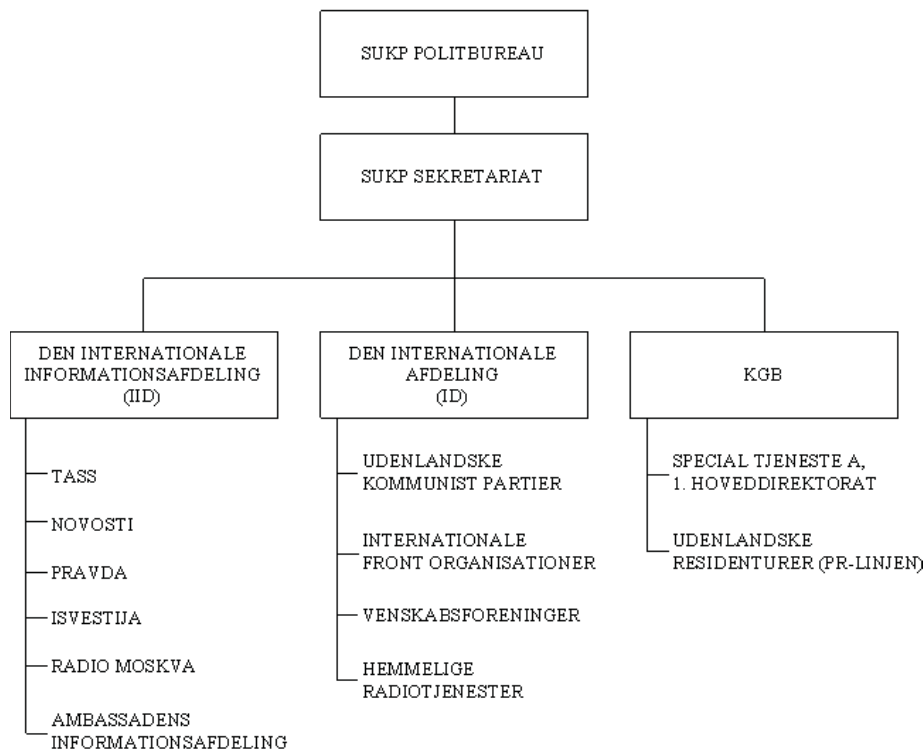 SUKP POLITBUREAU
SUKP SEKRETARIAT
DEN INTERNATIONALE
INFORMATIONSAFDELING
(IID)
TASS
NOVOSTI
PRAVDA
ISVESTIJA
RADIO MOSKVA
AMBASSADENS
INFORMATIONSAFDELING
DEN INTERNATIONALE
AFDELING
(ID)
UDENLANDSKE
KOMMUNIST PARTIER
INTERNATIONALE
FRONT ORGANISATIONER
VENSKABSFORENINGER
HEMMELIGE
RADIOTJENESTER
KGB
SPECIAL TJENESTE A,
1. HOVEDDIREKTORAT
UDENLANDSKE
RESIDENTURER (PR-LINJEN)